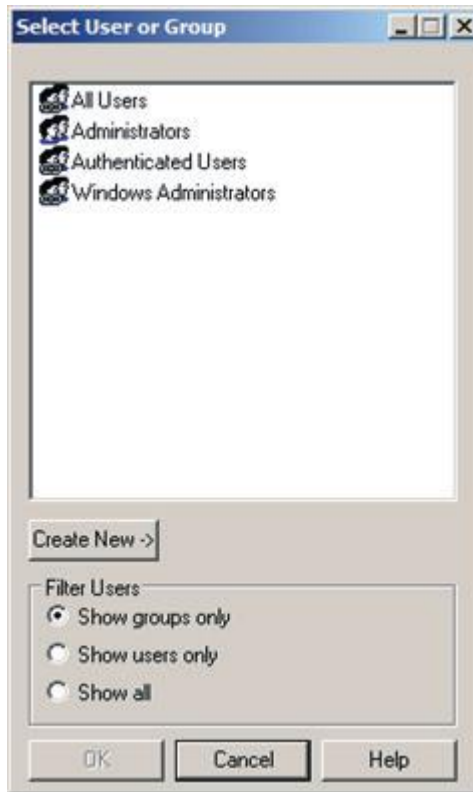 Select User or Group
All Users
Administrators
Authenticated Users
Windows Administrators
Create New ->
Filter Users
Show groups only
Show users only
Show all
OK Cancel Help